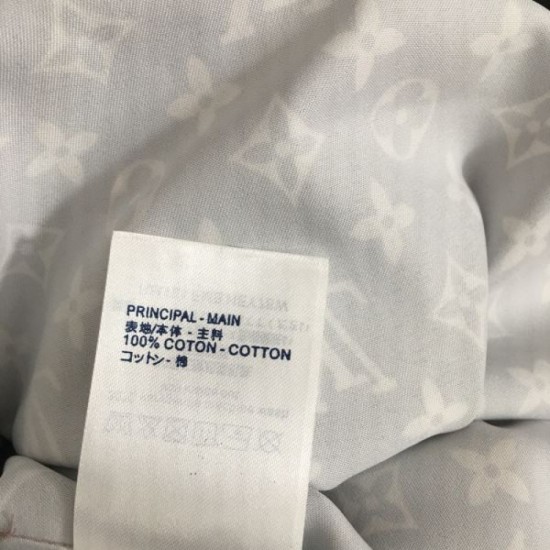 PRINCIPAL - MAIN
表地/本体 - 主料
100% COTON - COTTON
コットン - 棉